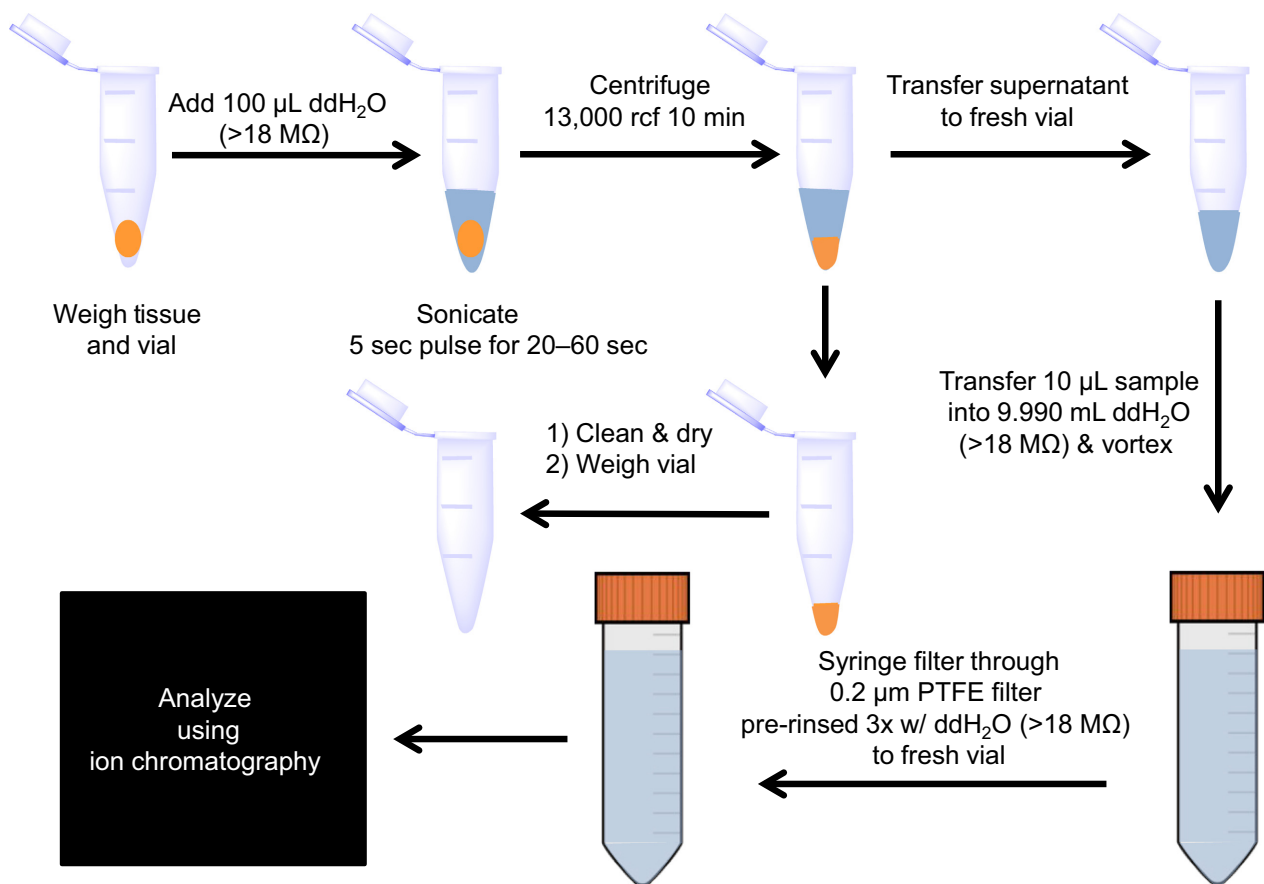 Add 100 µL ddH₂O
(>18 MΩ)
Centrifuge
13,000 rcf 10 min
Transfer supernatant
to fresh vial
Weigh tissue
and vial
Sonicate
5 sec pulse for 20–60 sec
Transfer 10 µL sample
into 9.990 mL ddH₂O
(>18 MΩ) & vortex
1) Clean & dry
2) Weigh vial
Syringe filter through
0.2 µm PTFE filter
pre-rinsed 3x w/ ddH₂O (>18 MΩ)
to fresh vial
Analyze
using
ion chromatography